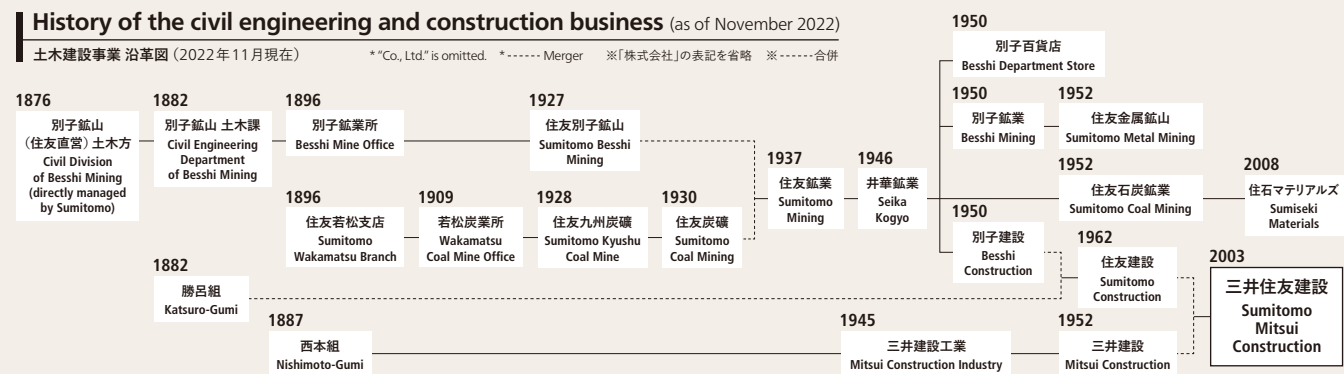 History of the civil engineering and construction business (as of November 2022)
土木建設事業 沿革図（2022年11月現在）
* "Co., Ltd." is omitted. * ------ Merger ※「株式会社」の表記を省略 ※------合併
1876
別子鉱山
（住友直営）土木方
Civil Division
of Besshi Mining
(directly managed
by Sumitomo)
1882
別子鉱山 土木課
Civil Engineering
Department
of Besshi Mining
1896
別子鉱業所
Besshi Mine Office
1927
住友別子鉱山
Sumitomo Besshi
Mining
1896
住友若松支店
Sumitomo
Wakamatsu Branch
1909
若松炭業所
Wakamatsu
Coal Mine Office
1928
住友九州炭礦
Sumitomo Kyushu
Coal Mine
1930
住友炭礦
Sumitomo
Coal Mining
1937
住友鉱業
Sumitomo
Mining
1946
井華鉱業
Seika
Kogyo
1950
別子百貨店
Besshi Department Store
1950
別子鉱業
Besshi Mining
1952
住友金属鉱山
Sumitomo Metal Mining
1952
住友石炭鉱業
Sumitomo Coal Mining
2008
住石マテリアルズ
Sumiseki
Materials
1950
別子建設
Besshi
Construction
1962
住友建設
Sumitomo
Construction
1882
勝呂組
Katsuro-Gumi
1887
西本組
Nishimoto-Gumi
1945
三井建設工業
Mitsui Construction Industry
1952
三井建設
Mitsui Construction
2003
三井住友建設
Sumitomo
Mitsui
Construction